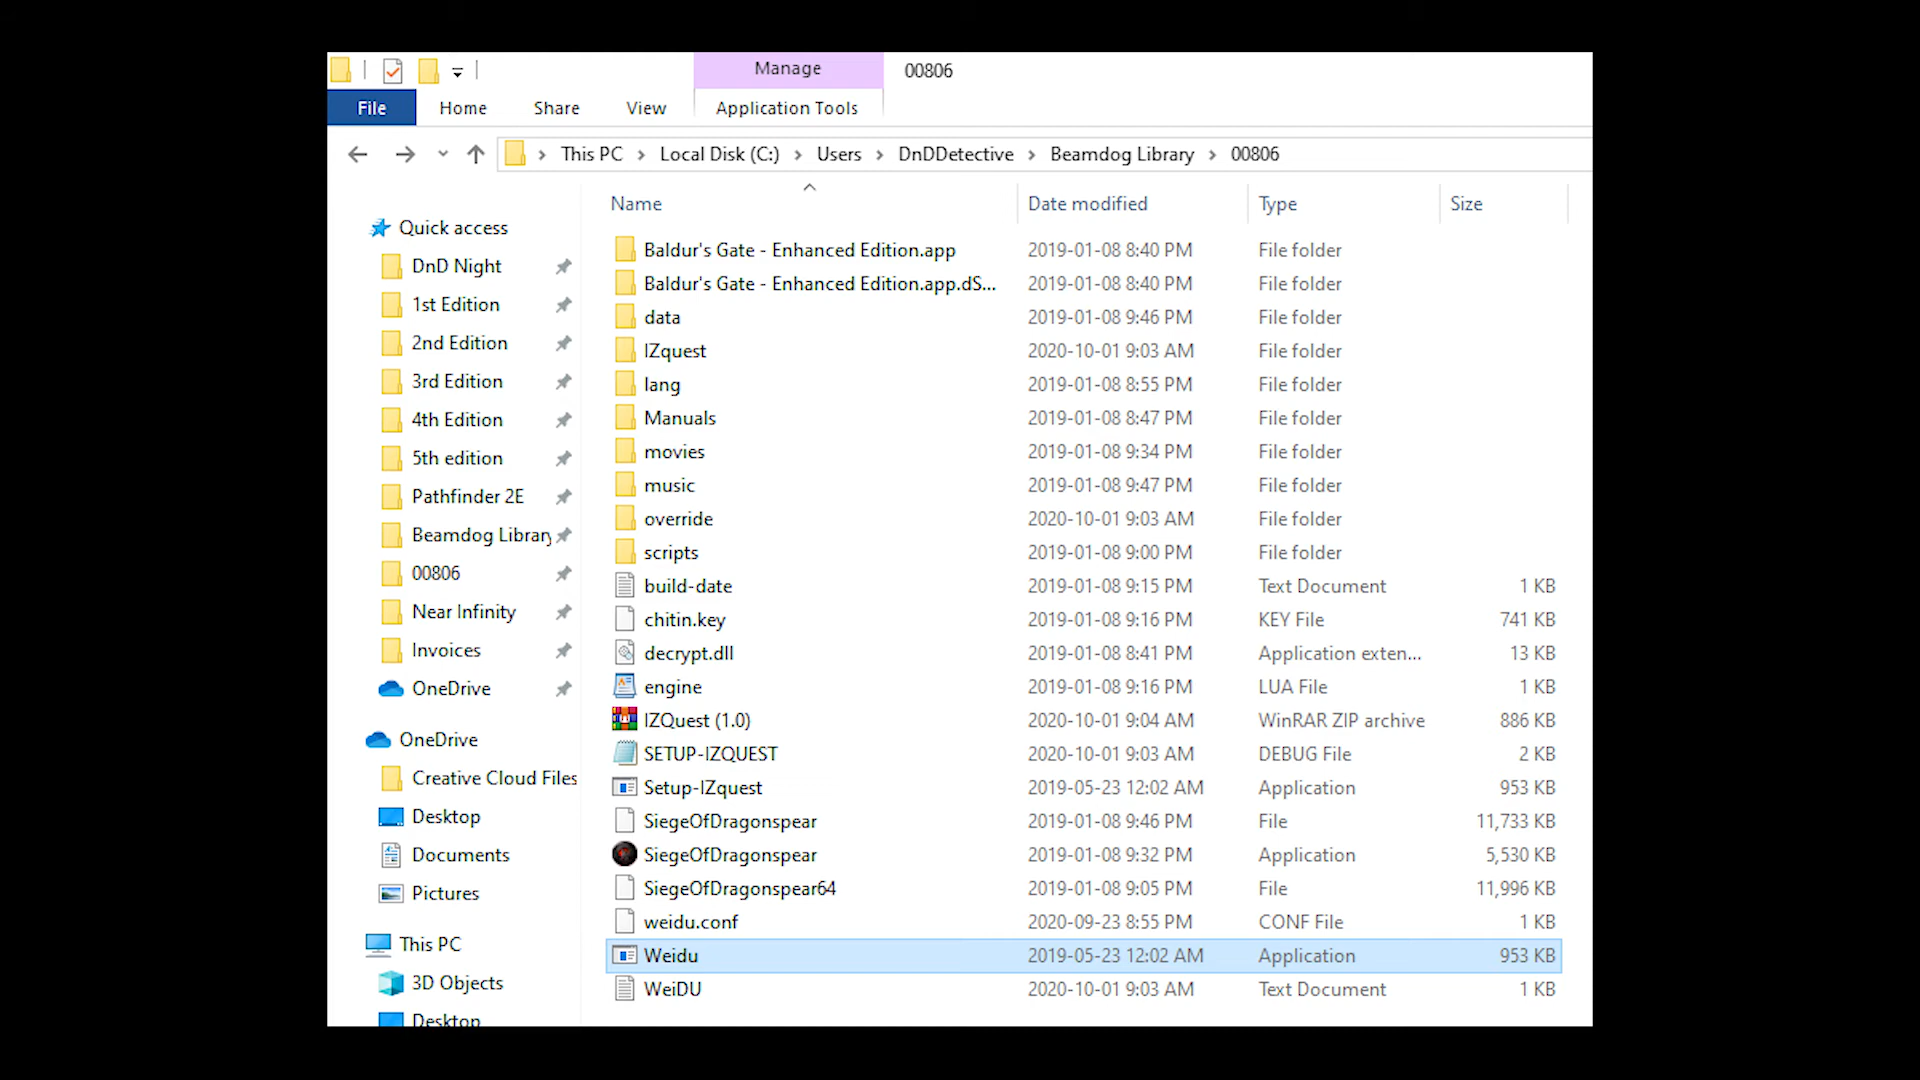 Manage
00806
File
Home
Share
View
Application Tools
This PC
Local Disk (C:)
Users
DnDDetective
Beamdog Library
00806
Quick access
DnD Night
1st Edition
2nd Edition
3rd Edition
4th Edition
5th edition
Pathfinder 2E
Beamdog Library
00806
Near Infinity
Invoices
OneDrive
OneDrive
Creative Cloud Files
Desktop
Documents
Pictures
This PC
3D Objects
Desktop
Name Date modified Type Size
Baldur's Gate - Enhanced Edition.app 2019-01-08 8:40 PM File folder
Baldur's Gate - Enhanced Edition.app.dS... 2019-01-08 8:40 PM File folder
data 2019-01-08 9:46 PM File folder
IZquest 2020-10-01 9:03 AM File folder
lang 2019-01-08 8:55 PM File folder
Manuals 2019-01-08 8:47 PM File folder
movies 2019-01-08 9:34 PM File folder
music 2019-01-08 9:47 PM File folder
override 2020-10-01 9:03 AM File folder
scripts 2019-01-08 9:00 PM File folder
build-date 2019-01-08 9:15 PM Text Document 1 KB
chitin.key 2019-01-08 9:16 PM KEY File 741 KB
decrypt.dll 2019-01-08 8:41 PM Application exten... 13 KB
engine 2019-01-08 9:16 PM LUA File 1 KB
IZQuest (1.0) 2020-10-01 9:04 AM WinRAR ZIP archive 886 KB
SETUP-IZQUEST 2020-10-01 9:03 AM DEBUG File 2 KB
Setup-IZquest 2019-05-23 12:02 AM Application 953 KB
SiegeOfDragonspear 2019-01-08 9:46 PM File 11,733 KB
SiegeOfDragonspear 2019-01-08 9:32 PM Application 5,530 KB
SiegeOfDragonspear64 2019-01-08 9:05 PM File 11,996 KB
weidu.conf 2020-09-23 8:55 PM CONF File 1 KB
Weidu 2019-05-23 12:02 AM Application 953 KB
WeiDU 2020-10-01 9:03 AM Text Document 1 KB